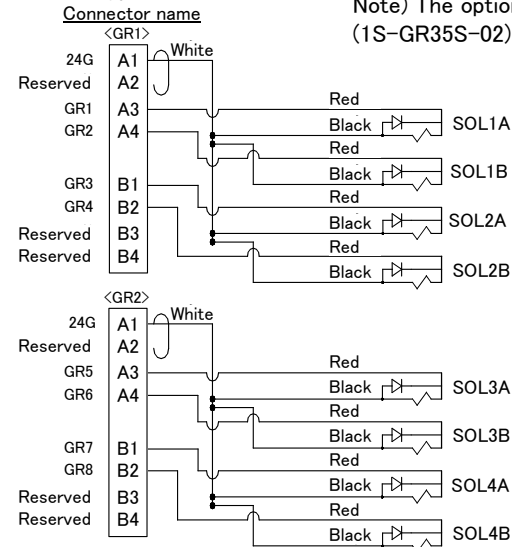 Connector name
Note) The option
(1S-GR35S-02)
<GR1>
White
24G A1
Reserved A2
GR1 A3 Red
GR2 A4 Black SOL1A
Red
Black SOL1B
GR3 B1 Red
GR4 B2 Black SOL2A
Reserved B3 Red
Reserved B4 Black SOL2B
<GR2>
White
24G A1
Reserved A2
GR5 A3 Red
GR6 A4 Black SOL3A
Red
Black SOL3B
GR7 B1 Red
GR8 B2 Black SOL4A
Reserved B3 Red
Reserved B4 Black SOL4B